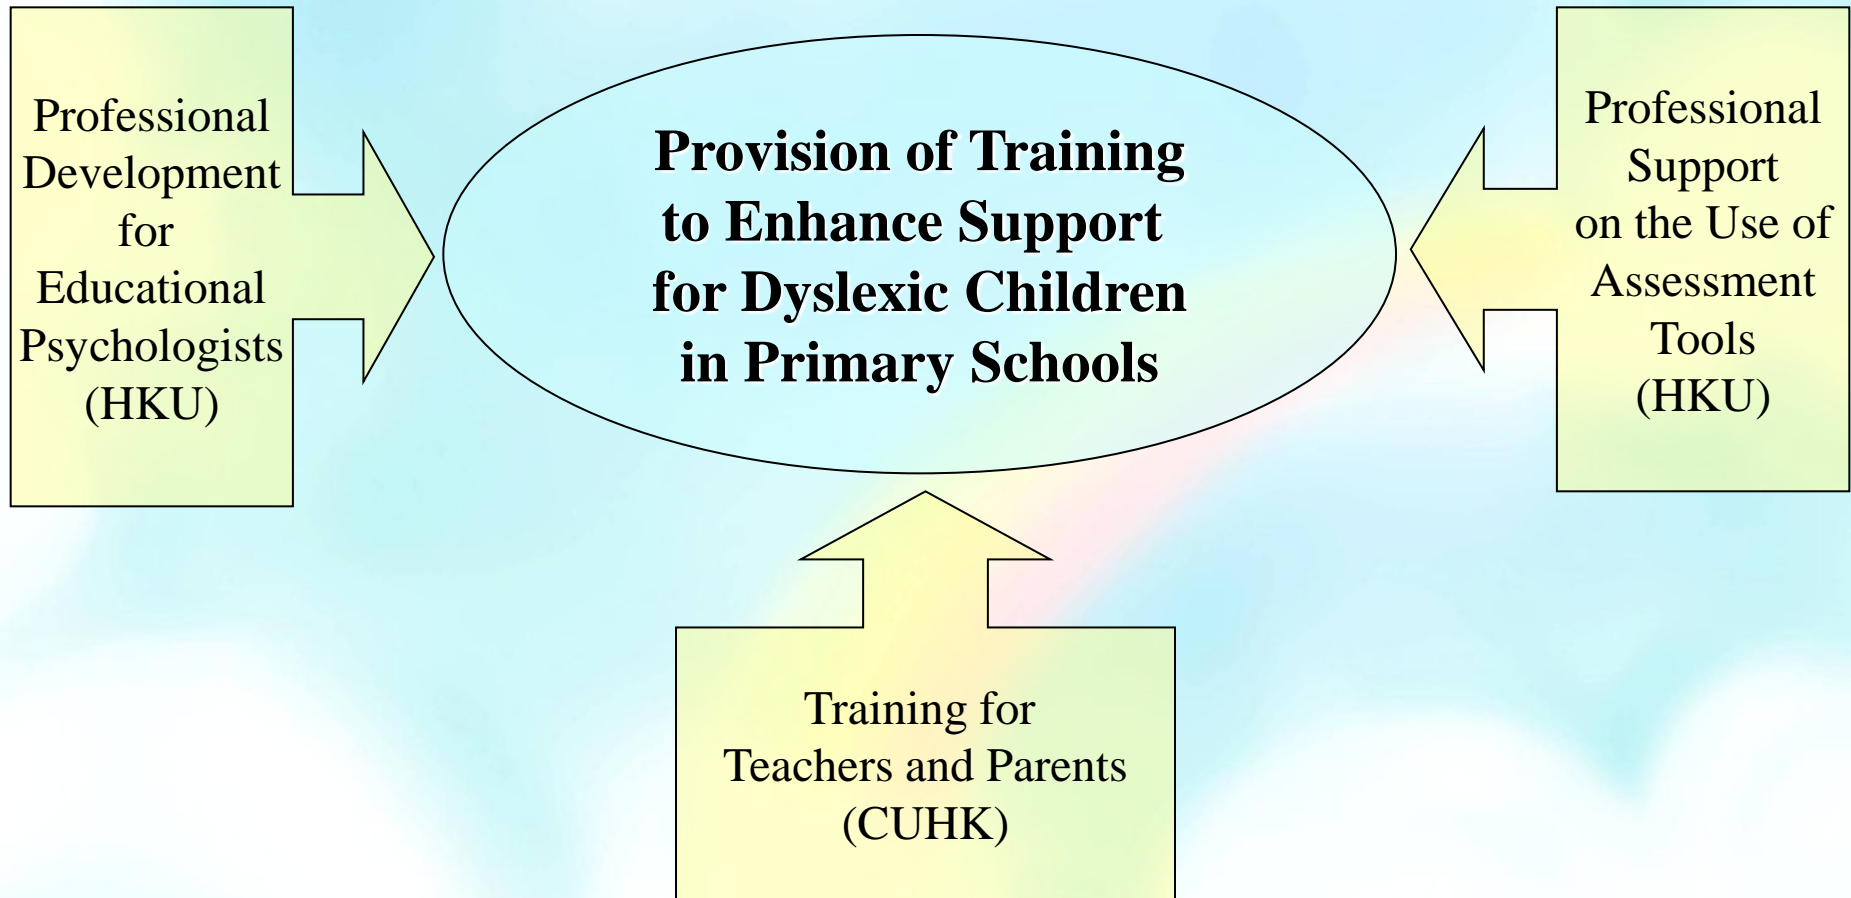 Professional
Development
for
Educational
Psychologists
(HKU)
Provision of Training
to Enhance Support
for Dyslexic Children
in Primary Schools
Professional
Support
on the Use of
Assessment
Tools
(HKU)
Training for
Teachers and Parents
(CUHK)